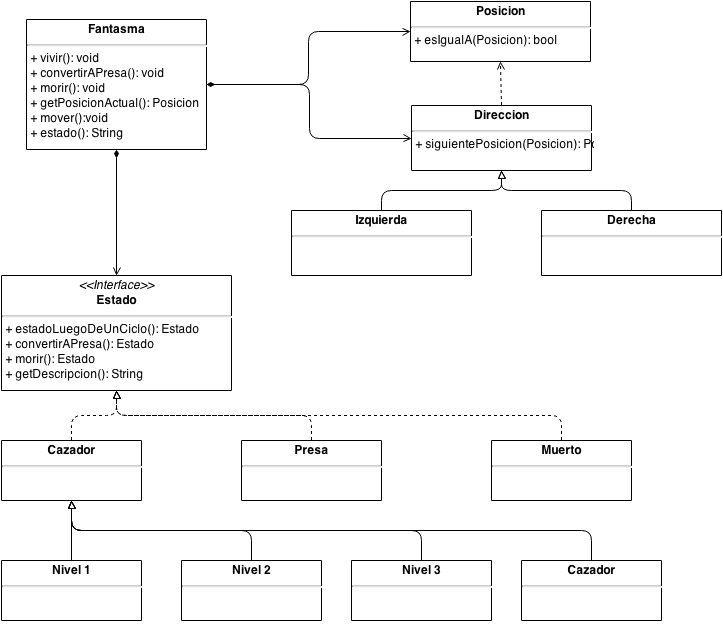 Fantasma
+ vivir(): void
+ convertirAPresa(): void
+ morir(): void
+ getPosicionActual(): Posicion
+ mover():void
+ estado(): String
Posicion
+ esIgualA(Posicion): bool
Direccion
+ siguientePosicion(Posicion): Po
Izquierda
Derecha
<<Interface>>
Estado
+ estadoLuegoDeUnCiclo(): Estado
+ convertirAPresa(): Estado
+ morir(): Estado
+ getDescripcion(): String
Cazador
Presa
Muerto
Nivel 1
Nivel 2
Nivel 3
Cazador